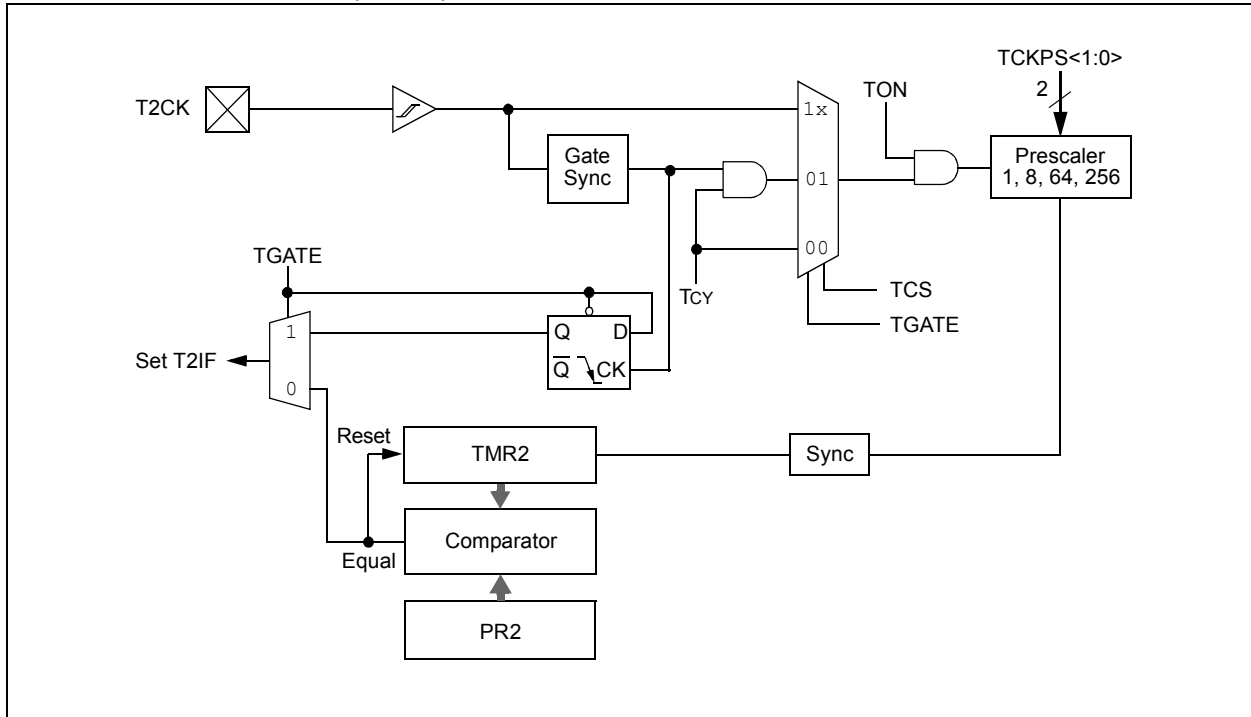 TCKPS<1:0>
2
T2CK
TON
1x
Gate
Sync
01
Prescaler
1, 8, 64, 256
00
TGATE
TCY
TCS
TGATE
1
Q
D
Set T2IF
Q
CK
0
Reset
TMR2
Sync
Equal
Comparator
PR2